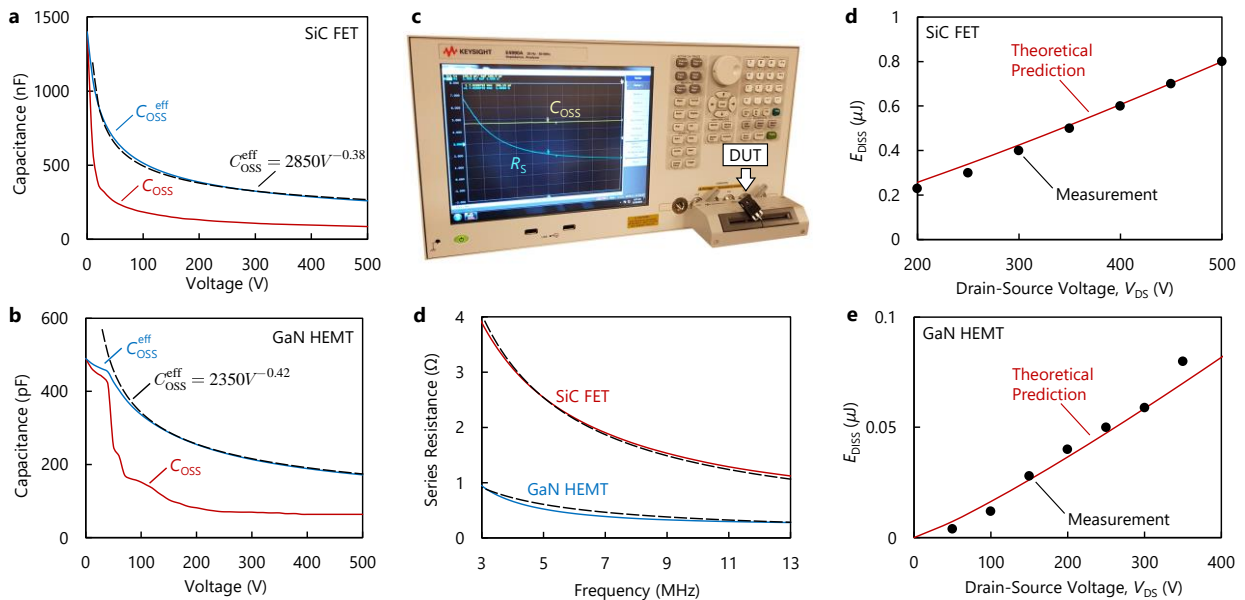 a
SiC FET
1500
1000
500
0
Capacitance (nF)
C_OSS^eff
C_OSS^eff = 2850V^−0.38
C_OSS
0 100 200 300 400 500
Voltage (V)
b
GaN HEMT
600
400
200
0
Capacitance (pF)
C_OSS^eff
C_OSS^eff = 2350V^−0.42
C_OSS
0 100 200 300 400 500
Voltage (V)
c
KEYSIGHT
C_OSS
R_S
DUT
d
4
3
2
1
0
Series Resistance (Ω)
SiC FET
GaN HEMT
3 5 7 9 11 13
Frequency (MHz)
d
SiC FET
1
0.8
0.6
0.4
0.2
0
E_DISS (μJ)
Theoretical
Prediction
Measurement
200 300 400 500
Drain-Source Voltage, V_DS (V)
e
GaN HEMT
0.1
0.05
0
E_DISS (μJ)
Theoretical
Prediction
Measurement
0 100 200 300 400
Drain-Source Voltage, V_DS (V)